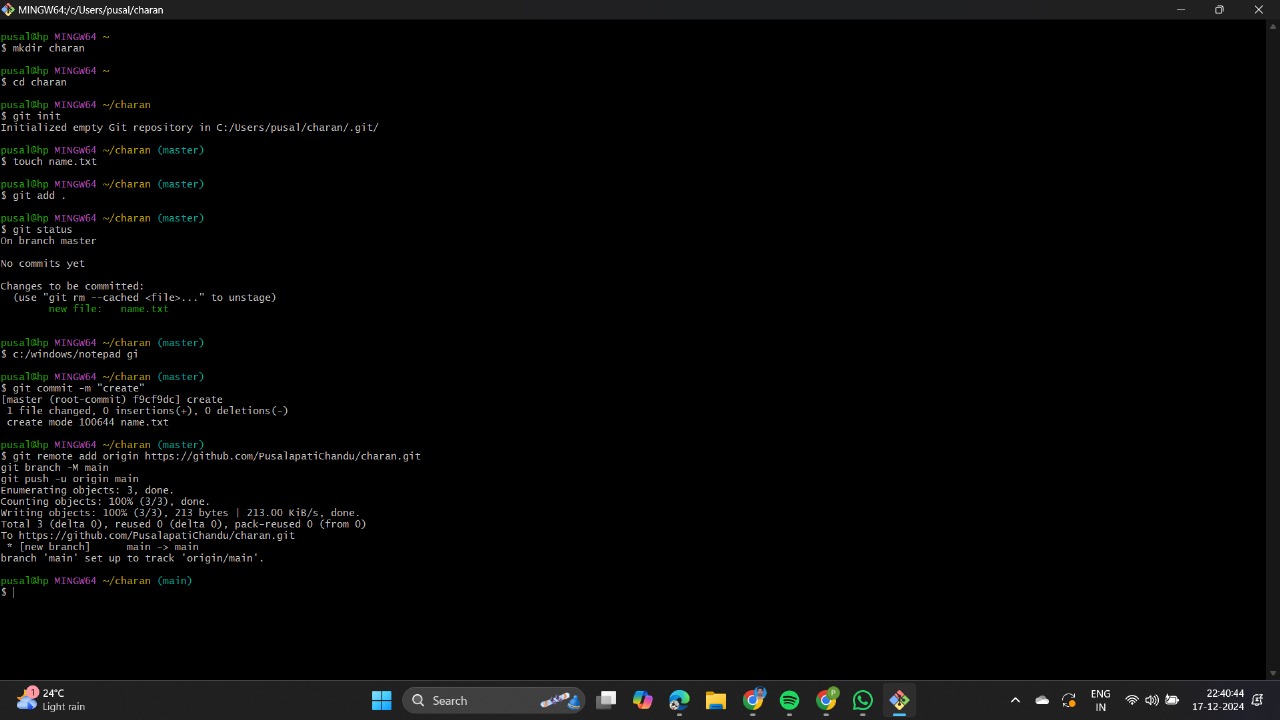 MINGW64:/c/Users/pusal/charan
pusal@hp MINGW64 ~
$ mkdir charan
pusal@hp MINGW64 ~
$ cd charan
pusal@hp MINGW64 ~/charan
$ git init
Initialized empty Git repository in C:/Users/pusal/charan/.git/
pusal@hp MINGW64 ~/charan (master)
$ touch name.txt
pusal@hp MINGW64 ~/charan (master)
$ git add .
pusal@hp MINGW64 ~/charan (master)
$ git status
On branch master
No commits yet
Changes to be committed:
(use "git rm --cached <file>..." to unstage)
new file:   name.txt
pusal@hp MINGW64 ~/charan (master)
$ c:/windows/notepad gi
pusal@hp MINGW64 ~/charan (master)
$ git commit -m "create"
[master (root-commit) f9cf9dc] create
1 file changed, 0 insertions(+), 0 deletions(-)
create mode 100644 name.txt
pusal@hp MINGW64 ~/charan (master)
$ git remote add origin https://github.com/PusalapatiChandu/charan.git
git branch -M main
git push -u origin main
Enumerating objects: 3, done.
Counting objects: 100% (3/3), done.
Writing objects: 100% (3/3), 213 bytes | 213.00 KiB/s, done.
Total 3 (delta 0), reused 0 (delta 0), pack-reused 0 (from 0)
To https://github.com/PusalapatiChandu/charan.git
* [new branch]      main -> main
branch 'main' set up to track 'origin/main'.
pusal@hp MINGW64 ~/charan (main)
$
1
24°C
Light rain
Search
P
ENG
IN
22:40:44
17-12-2024